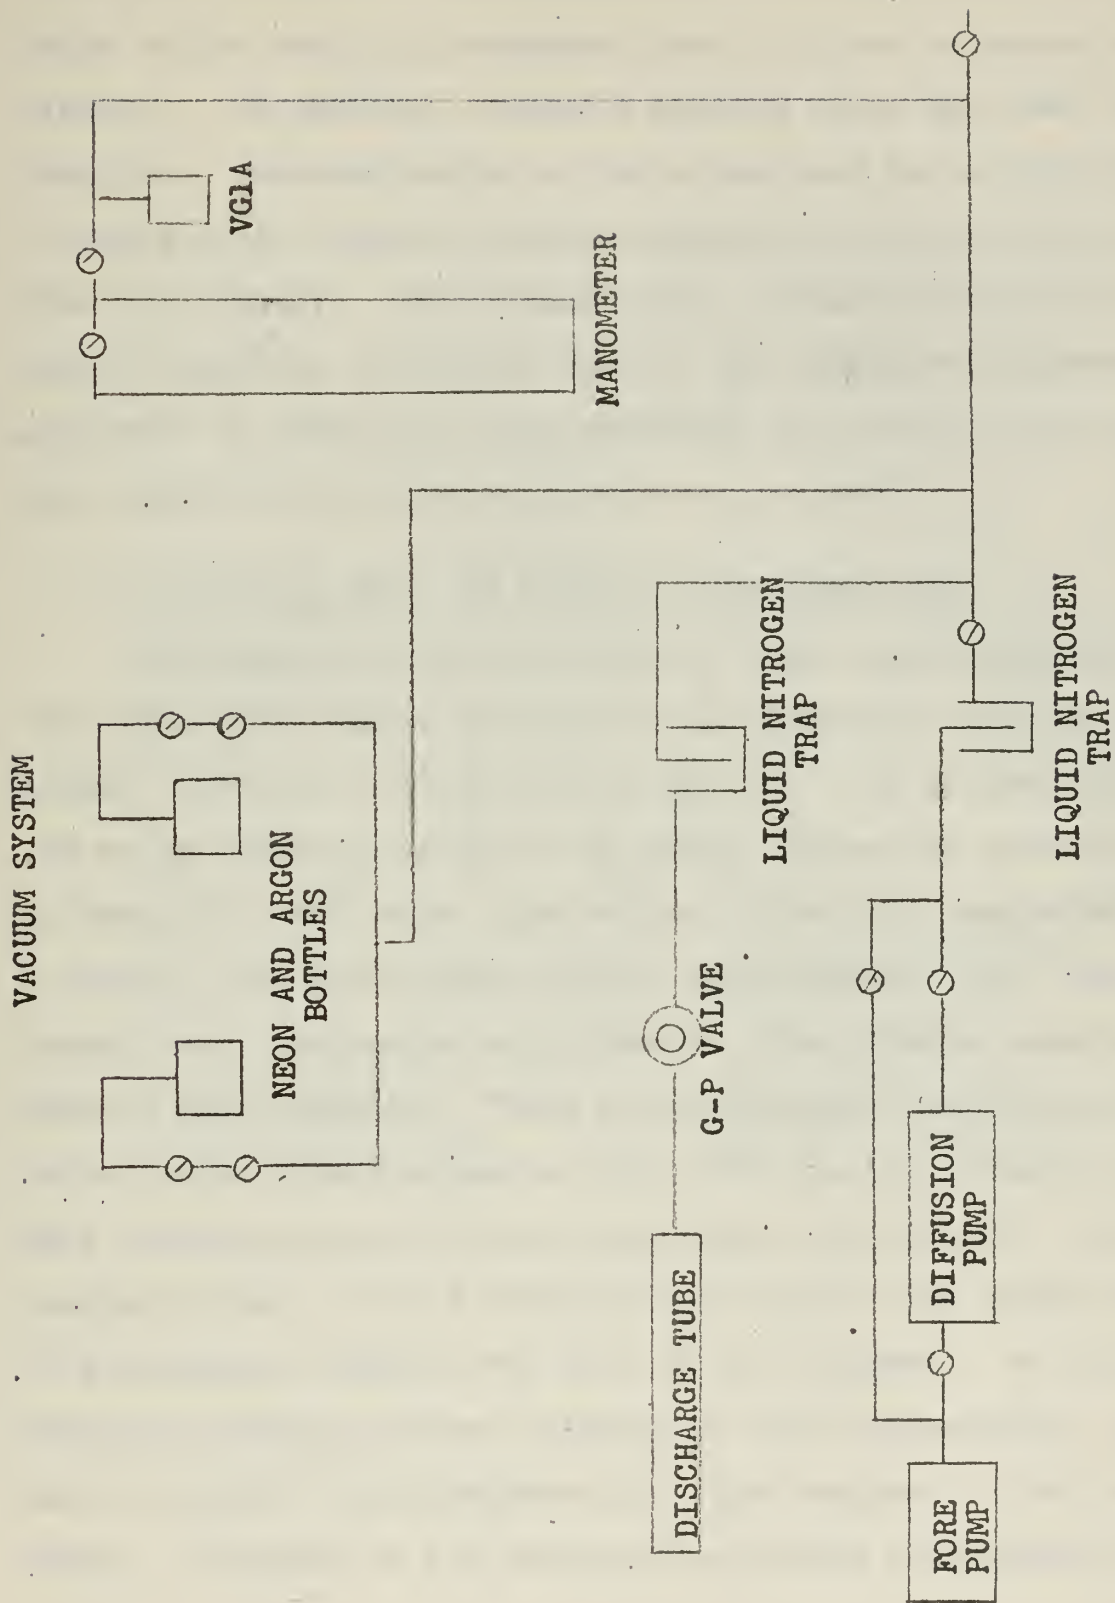 VACUUM SYSTEM
NEON AND ARGON
BOTTLES
VG1A
MANOMETER
DISCHARGE TUBE
G-P VALVE
LIQUID NITROGEN
TRAP
FORE
PUMP
DIFFUSION
PUMP
LIQUID NITROGEN
TRAP